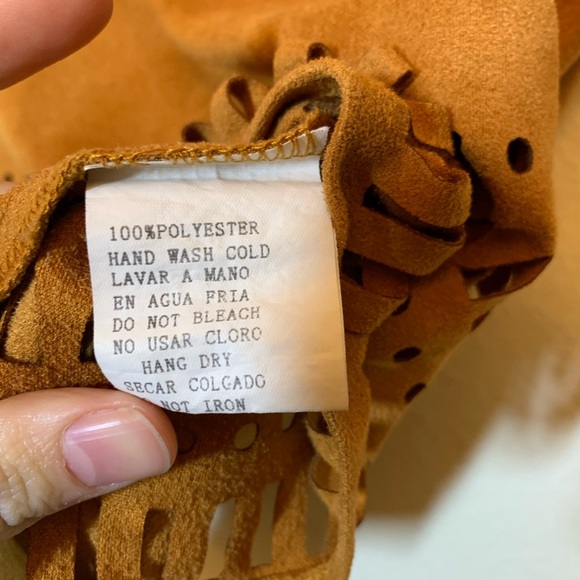 100%POLYESTER
HAND WASH COLD
LAVAR A MANO
EN AGUA FRIA
DO NOT BLEACH
NO USAR CLORO
HANG DRY
SECAR COLGADO
NOT IRON